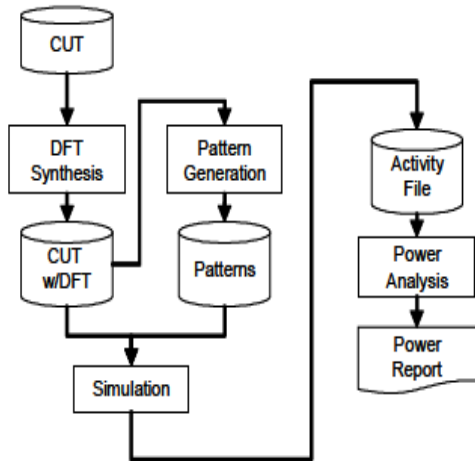 CUT
DFT
Synthesis
CUT
w/DFT
Pattern
Generation
Patterns
Simulation
Activity
File
Power
Analysis
Power
Report